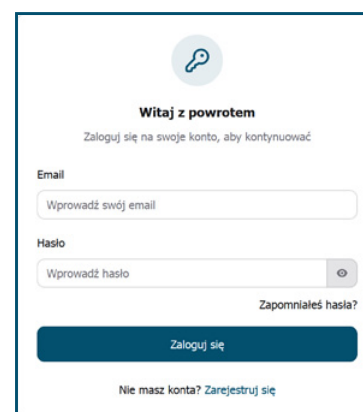 Witaj z powrotem
Zaloguj się na swoje konto, aby kontynuować
Email
Wprowadź swój email
Hasło
Wprowadź hasło
Zapomniałeś hasła?
Zaloguj się
Nie masz konta? Zarejestruj się